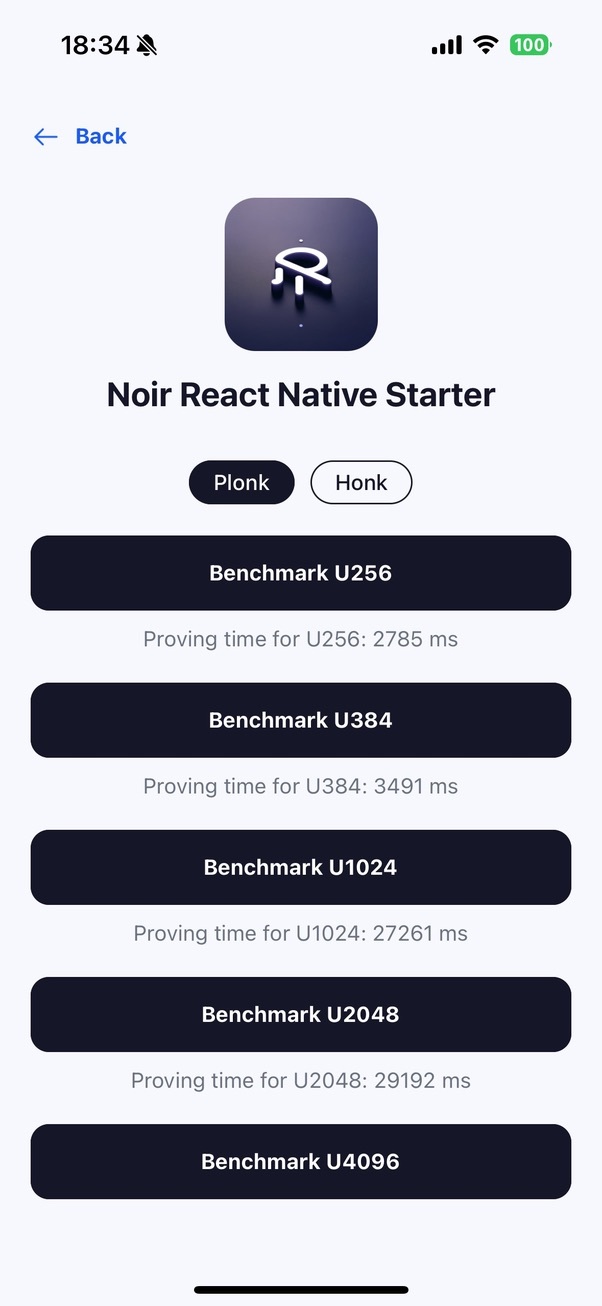 18:34
100
Back
Noir React Native Starter
Plonk Honk
Benchmark U256
Proving time for U256: 2785 ms
Benchmark U384
Proving time for U384: 3491 ms
Benchmark U1024
Proving time for U1024: 27261 ms
Benchmark U2048
Proving time for U2048: 29192 ms
Benchmark U4096